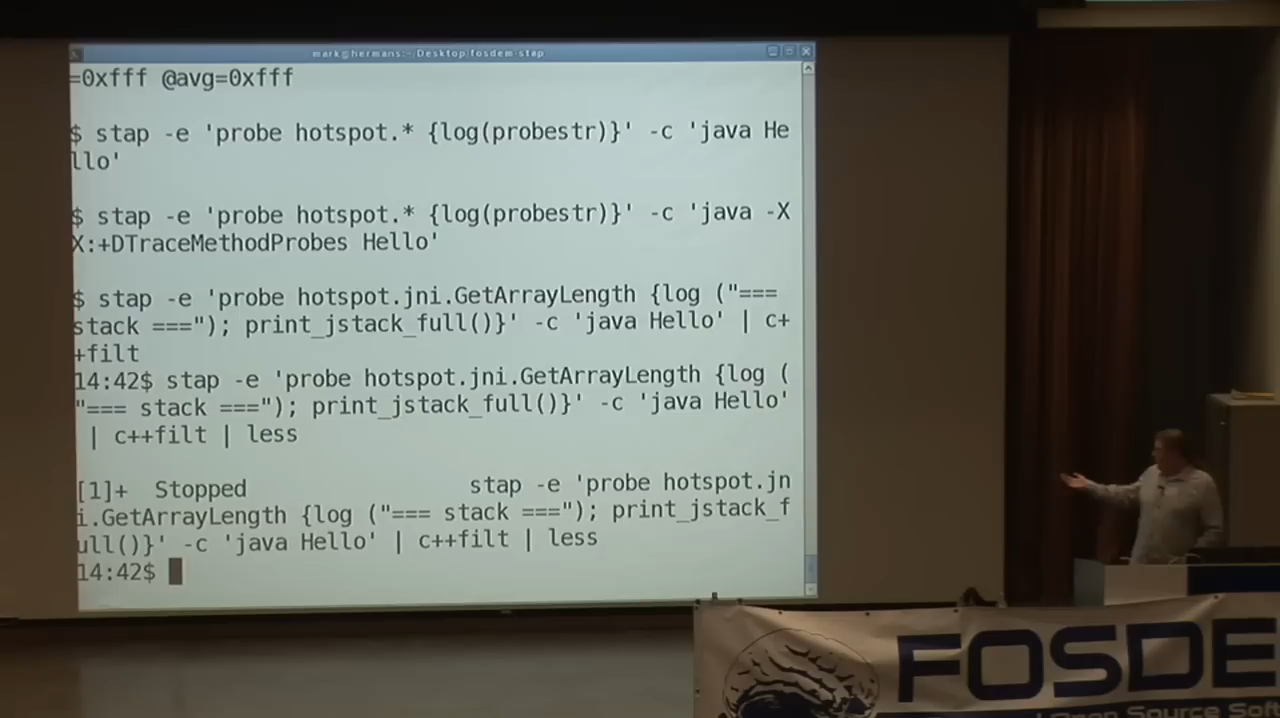 mark@hermans:~/Desktop/fosdem-stap
=0xfff @avg=0xfff
$ stap -e 'probe hotspot.* {log(probestr)}' -c 'java He
llo'
$ stap -e 'probe hotspot.* {log(probestr)}' -c 'java -X
X:+DTraceMethodProbes Hello'
$ stap -e 'probe hotspot.jni.GetArrayLength {log ("===
stack ==="); print_jstack_full()}' -c 'java Hello' | c+
+filt
14:42$ stap -e 'probe hotspot.jni.GetArrayLength {log (
"=== stack ==="); print_jstack_full()}' -c 'java Hello'
| c++filt | less
[1]+  Stopped                 stap -e 'probe hotspot.jn
i.GetArrayLength {log ("=== stack ==="); print_jstack_f
ull()}' -c 'java Hello' | c++filt | less
14:42$
FOSDE
Open Source Soft